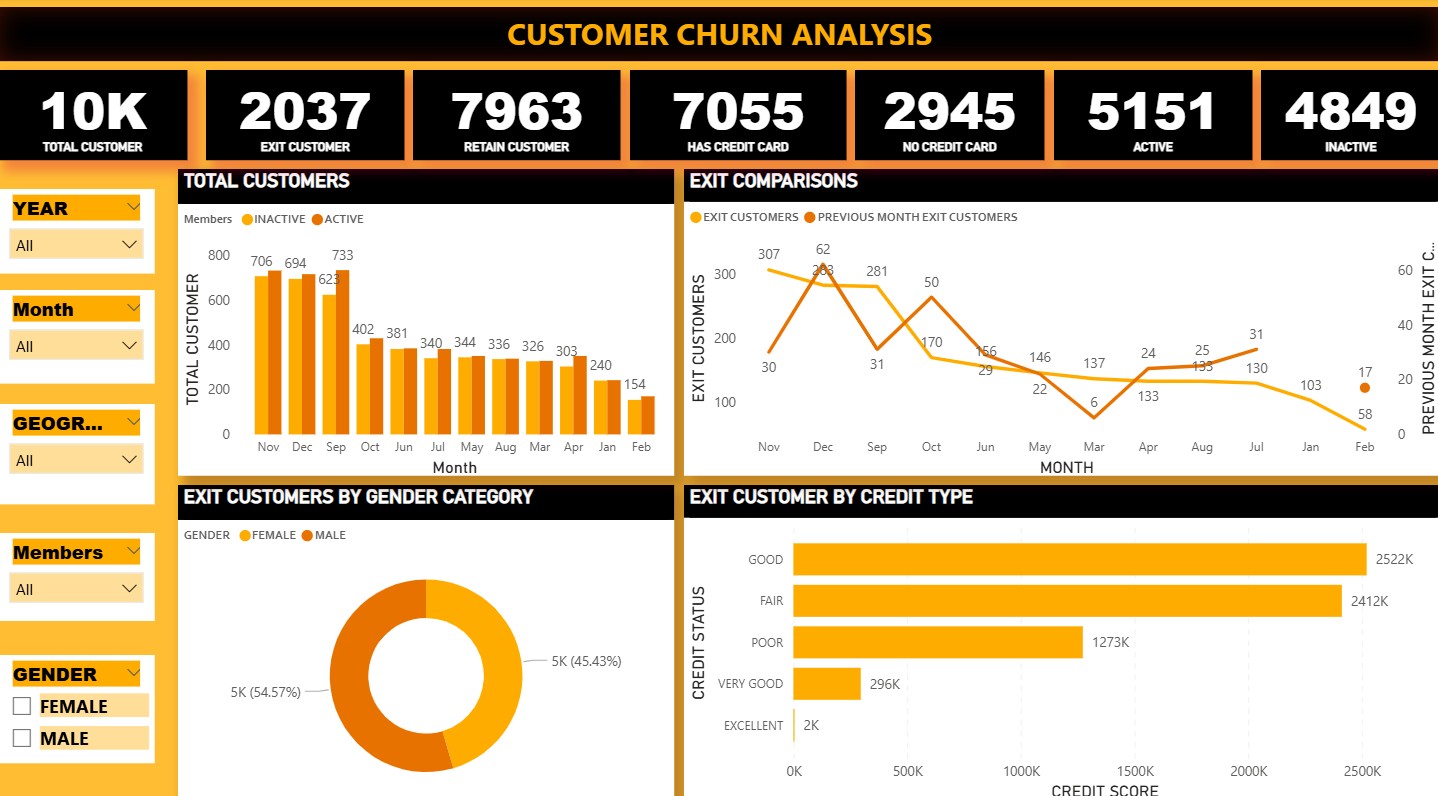 CUSTOMER CHURN ANALYSIS
10K
TOTAL CUSTOMER
2037
EXIT CUSTOMER
7963
RETAIN CUSTOMER
7055
HAS CREDIT CARD
2945
NO CREDIT CARD
5151
ACTIVE
4849
INACTIVE
YEAR
All
Month
All
GEOGR...
All
Members
All
GENDER
FEMALE
MALE
TOTAL CUSTOMERS
Members INACTIVE ACTIVE
TOTAL CUSTOMER
800
600
400
200
0
706 694 623 733 402 381 340 344 336 326 303 240 154
Nov Dec Sep Oct Jun Jul May Aug Mar Apr Jan Feb
Month
EXIT COMPARISONS
EXIT CUSTOMERS PREVIOUS MONTH EXIT CUSTOMERS
EXIT CUSTOMERS
300
200
100
307 283 281 170 156 146 137 133 133 130 103 58
30 62 31 50 29 22 6 24 25 31 17
60
40
20
0
PREVIOUS MONTH EXIT C...
Nov Dec Sep Oct Jun May Mar Apr Aug Jul Jan Feb
MONTH
EXIT CUSTOMERS BY GENDER CATEGORY
GENDER FEMALE MALE
5K (45.43%)
5K (54.57%)
EXIT CUSTOMER BY CREDIT TYPE
CREDIT STATUS
GOOD 2522K
FAIR 2412K
POOR 1273K
VERY GOOD 296K
EXCELLENT 2K
0K 500K 1000K 1500K 2000K 2500K
CREDIT SCORE